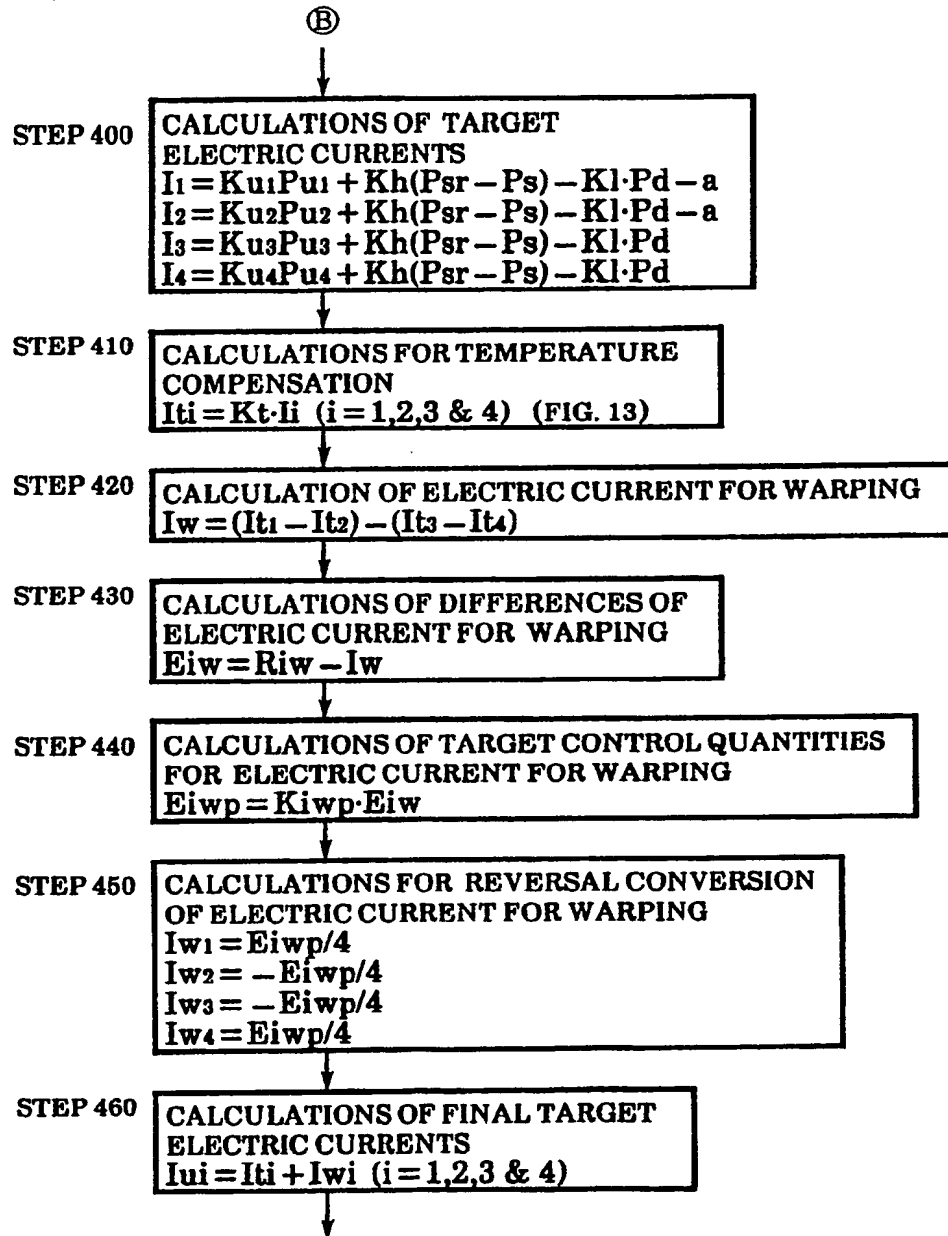 Ⓑ
STEP 400
CALCULATIONS OF TARGET
ELECTRIC CURRENTS
I1=Ku1Pu1+Kh(Psr−Ps)−Kl·Pd−a
I2=Ku2Pu2+Kh(Psr−Ps)−Kl·Pd−a
I3=Ku3Pu3+Kh(Psr−Ps)−Kl·Pd
I4=Ku4Pu4+Kh(Psr−Ps)−Kl·Pd
STEP 410
CALCULATIONS FOR TEMPERATURE
COMPENSATION
Iti=Kt·Ii (i=1,2,3 & 4) (FIG. 13)
STEP 420
CALCULATION OF ELECTRIC CURRENT FOR WARPING
Iw=(It1−It2)−(It3−It4)
STEP 430
CALCULATIONS OF DIFFERENCES OF
ELECTRIC CURRENT FOR WARPING
Eiw=Riw−Iw
STEP 440
CALCULATIONS OF TARGET CONTROL QUANTITIES
FOR ELECTRIC CURRENT FOR WARPING
Eiwp=Kiwp·Eiw
STEP 450
CALCULATIONS FOR REVERSAL CONVERSION
OF ELECTRIC CURRENT FOR WARPING
Iw1=Eiwp/4
Iw2=−Eiwp/4
Iw3=−Eiwp/4
Iw4=Eiwp/4
STEP 460
CALCULATIONS OF FINAL TARGET
ELECTRIC CURRENTS
Iui=Iti+Iwi (i=1,2,3 & 4)